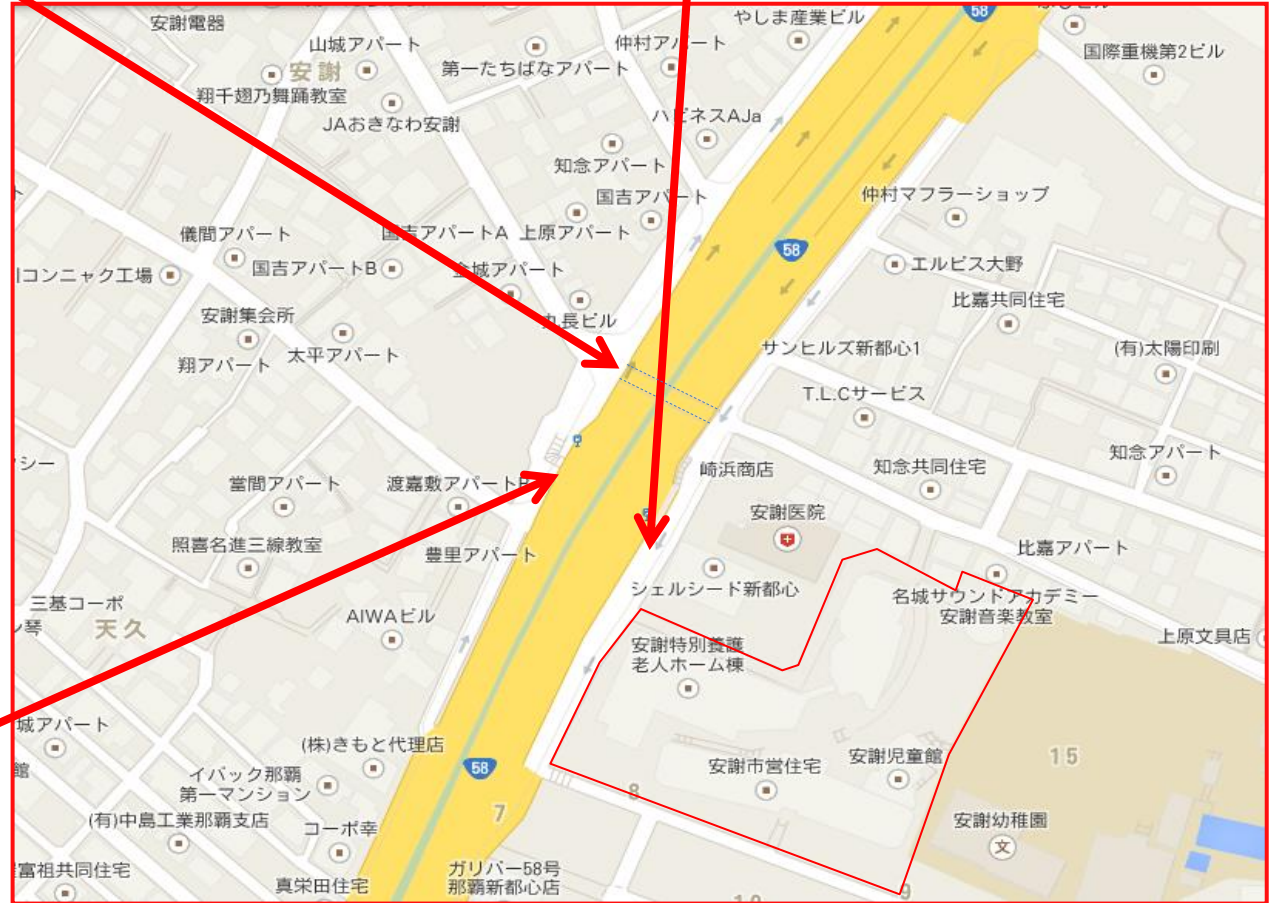 安謝電器
やしま産業ビル
58
山城アパート
仲村アパート
国際重機第2ビル
安謝
第一たちばなアパート
翔千翅乃舞踊教室
JAおきなわ安謝
ハピネスAJa
知念アパート
国吉アパート
仲村マフラーショップ
儀間アパート
国吉アパートA
上原アパート
58
コンニャク工場
国吉アパートB
金城アパート
エルビス大野
比嘉共同住宅
安謝集会所
丸長ビル
翔アパート
太平アパート
サンヒルズ新都心1
(有)太陽印刷
T.L.Cサービス
シー
當間アパート
渡嘉敷アパート
崎浜商店
知念共同住宅
知念アパート
安謝医院
照喜名進三線教室
豊里アパート
比嘉アパート
シェルシード新都心
名城サウンドアカデミー
安謝音楽教室
三基コーポ
琴
天久
AIWAビル
安謝特別養護
老人ホーム棟
上原文具店
城アパート
(株)きもと代理店
館
イバック那覇
第一マンション
58
安謝市営住宅
安謝児童館
15
8
7
(有)中島工業那覇支店
コーポ幸
安謝幼稚園
文
富祖共同住宅
真栄田住宅
ガリバー58号
那覇新都心店
9